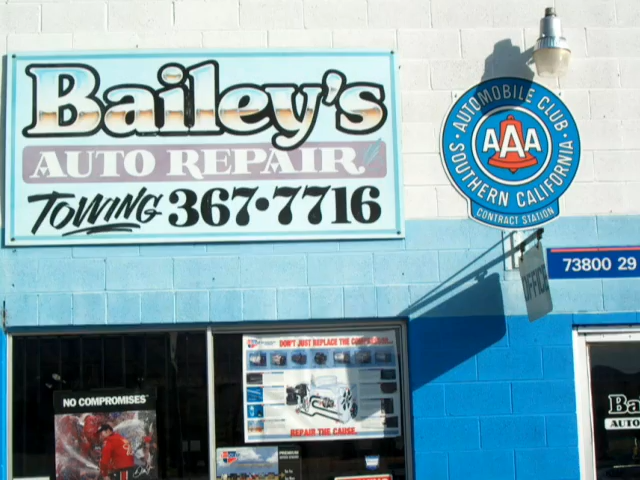 Bailey's
AUTO REPAIR
TOWING 367-7716
AUTOMOBILE CLUB
AAA
SOUTHERN CALIFORNIA
CONTRACT STATION
OFFICE
73800 29
NO COMPROMISES
DON'T JUST REPLACE THE
REPAIR THE CAUSE.
Ba
AUTO